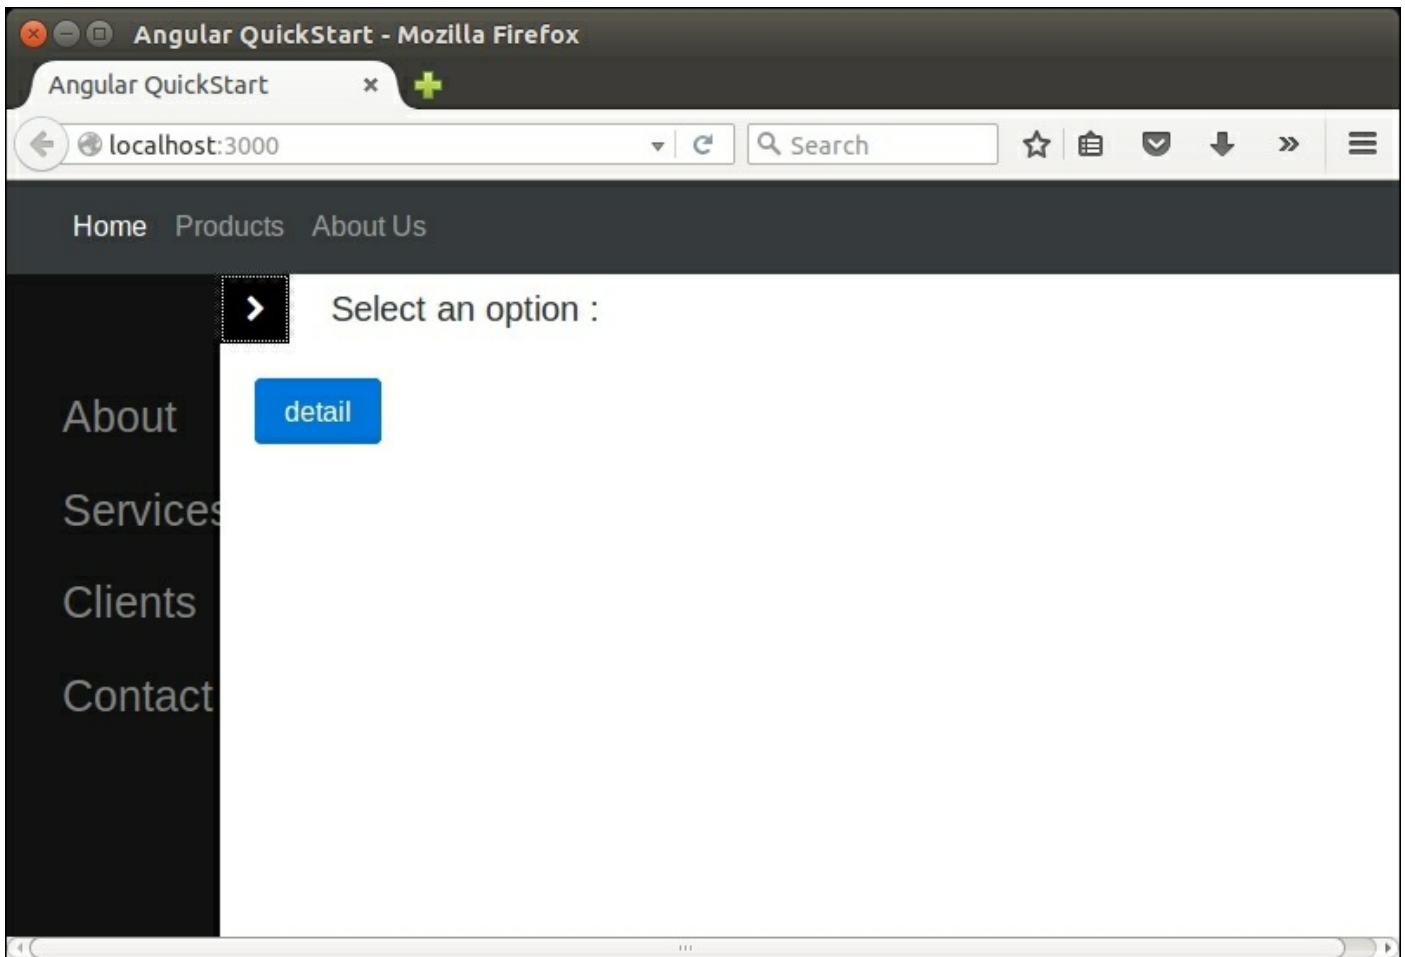 Angular QuickStart - Mozilla Firefox
Angular QuickStart
localhost:3000
Search
Home Products About Us
Select an option :
detail
About
Services
Clients
Contact